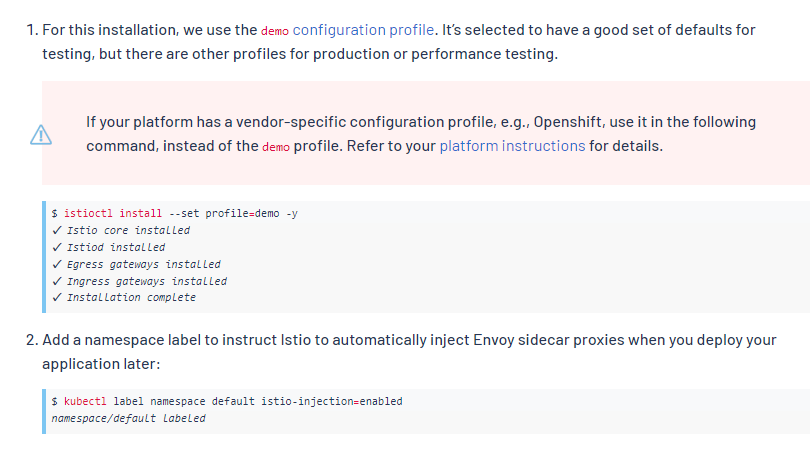 1. For this installation, we use the demo configuration profile. It’s selected to have a good set of defaults for
testing, but there are other profiles for production or performance testing.
If your platform has a vendor-specific configuration profile, e.g., Openshift, use it in the following
command, instead of the demo profile. Refer to your platform instructions for details.
$ istioctl install --set profile=demo -y
✓ Istio core installed
✓ Istiod installed
✓ Egress gateways installed
✓ Ingress gateways installed
✓ Installation complete
2. Add a namespace label to instruct Istio to automatically inject Envoy sidecar proxies when you deploy your
application later:
$ kubectl label namespace default istio-injection=enabled
namespace/default labeled